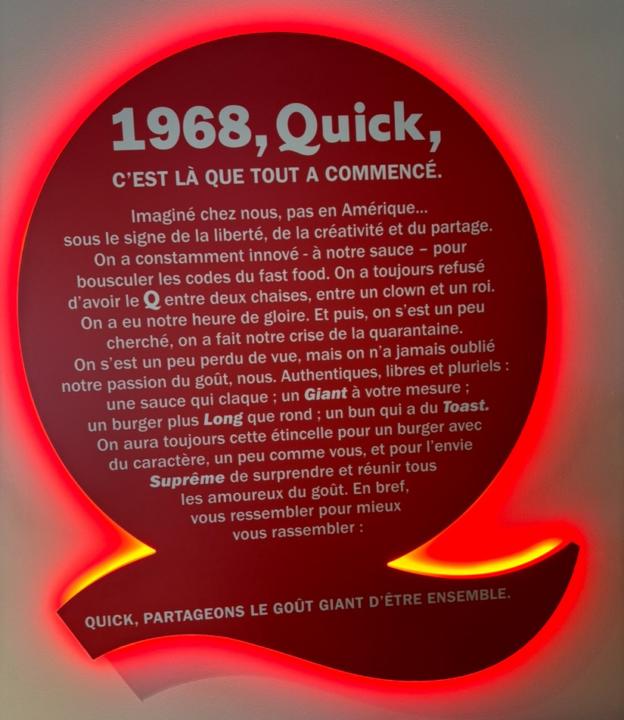 1968, Quick,
C'EST LÀ QUE TOUT A COMMENCÉ.
Imaginé chez nous, pas en Amérique...
sous le signe de la liberté, de la créativité et du partage.
On a constamment innové - à notre sauce – pour
bousculer les codes du fast food. On a toujours refusé
d'avoir le Q entre deux chaises, entre un clown et un roi.
On a eu notre heure de gloire. Et puis, on s'est un peu
cherché, on a fait notre crise de la quarantaine.
On s'est un peu perdu de vue, mais on n'a jamais oublié
notre passion du goût, nous. Authentiques, libres et pluriels :
une sauce qui claque ; un Giant à votre mesure ;
un burger plus Long que rond ; un bun qui a du Toast.
On aura toujours cette étincelle pour un burger avec
du caractère, un peu comme vous, et pour l'envie
Suprême de surprendre et réunir tous
les amoureux du goût. En bref,
vous ressembler pour mieux
vous rassembler :
QUICK, PARTAGEONS LE GOÛT GIANT D'ÊTRE ENSEMBLE.